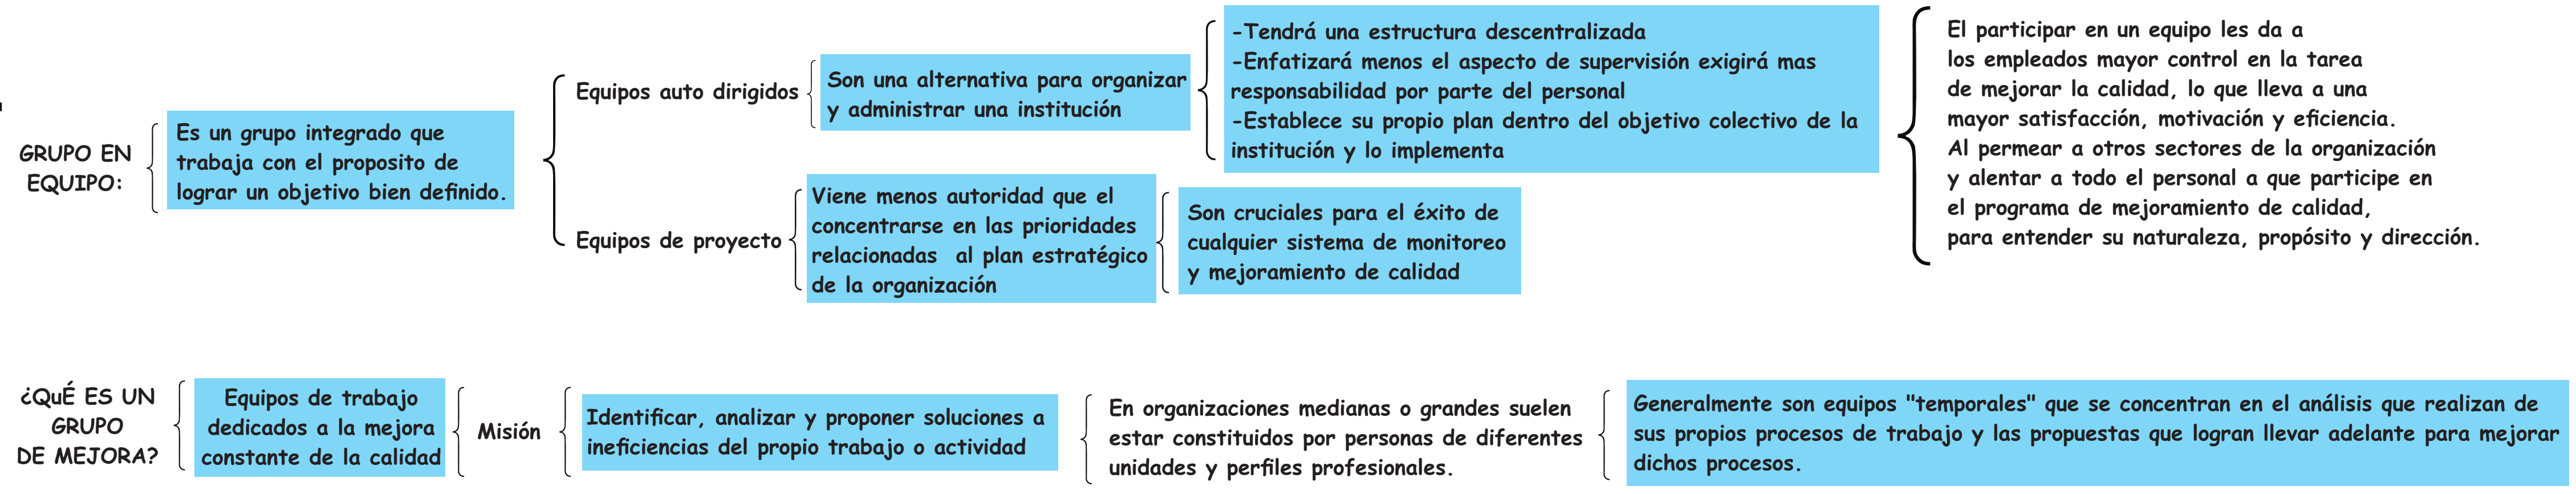 GRUPO EN
EQUIPO:
Es un grupo integrado que
trabaja con el proposito de
lograr un objetivo bien definido.
Equipos auto dirigidos
Son una alternativa para organizar
y administrar una institución
-Tendrá una estructura descentralizada
-Enfatizará menos el aspecto de supervisión exigirá mas
responsabilidad por parte del personal
-Establece su propio plan dentro del objetivo colectivo de la
institución y lo implementa
El participar en un equipo les da a
los empleados mayor control en la tarea
de mejorar la calidad, lo que lleva a una
mayor satisfacción, motivación y eficiencia.
Al permear a otros sectores de la organización
y alentar a todo el personal a que participe en
el programa de mejoramiento de calidad,
para entender su naturaleza, propósito y dirección.
Equipos de proyecto
Viene menos autoridad que el
concentrarse en las prioridades
relacionadas  al plan estratégico
de la organización
Son cruciales para el éxito de
cualquier sistema de monitoreo
y mejoramiento de calidad
¿QuÉ ES UN
GRUPO
DE MEJORA?
Equipos de trabajo
dedicados a la mejora
constante de la calidad
Misión
Identificar, analizar y proponer soluciones a
ineficiencias del propio trabajo o actividad
En organizaciones medianas o grandes suelen
estar constituidos por personas de diferentes
unidades y perfiles profesionales.
Generalmente son equipos "temporales" que se concentran en el análisis que realizan de
sus propios procesos de trabajo y las propuestas que logran llevar adelante para mejorar
dichos procesos.